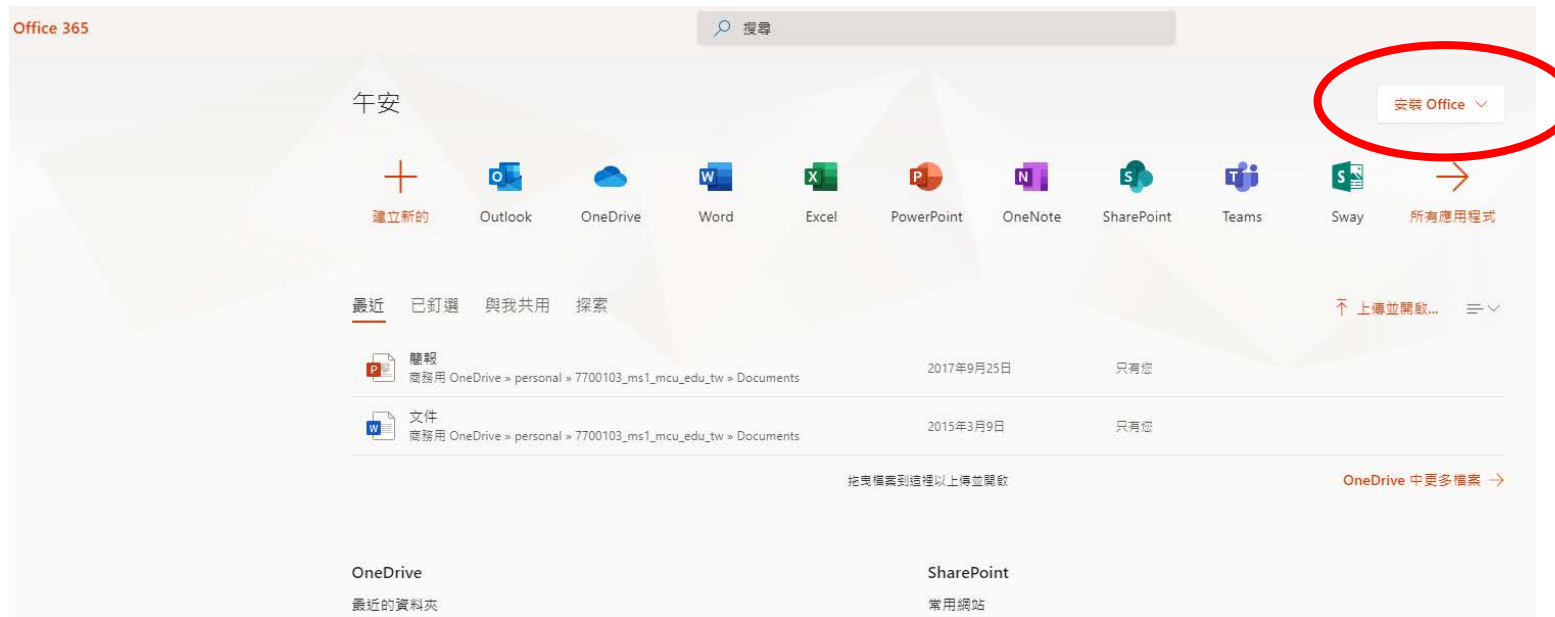 Office 365
搜尋
午安
安裝 Office
建立新的 Outlook OneDrive Word Excel PowerPoint OneNote SharePoint Teams Sway 所有應用程式
最近 已釘選 與我共用 探索 上傳並開啟...
簡報 2017年9月25日 只有您
商務用 OneDrive » personal » 7700103_ms1_mcu_edu_tw » Documents
文件 2015年3月9日 只有您
商務用 OneDrive » personal » 7700103_ms1_mcu_edu_tw » Documents
拖曳檔案到這裡以上傳並開啟
OneDrive 中更多檔案
OneDrive SharePoint
最近的資料夾 常用網站